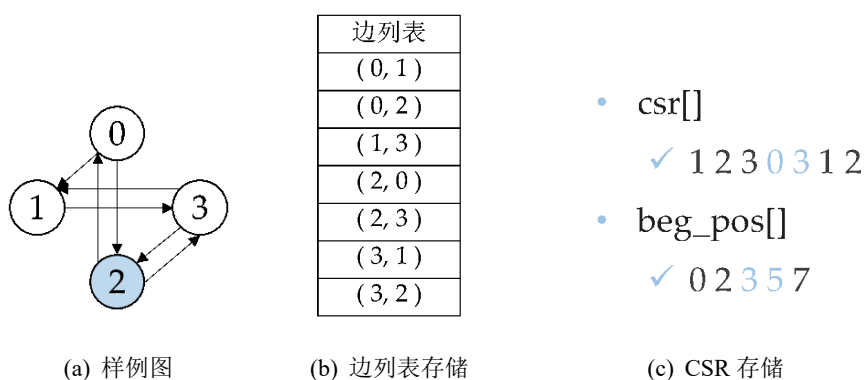 0
1
3
2
边列表
( 0, 1 )
( 0, 2 )
( 1, 3 )
( 2, 0 )
( 2, 3 )
( 3, 1 )
( 3, 2 )
• csr[]
✓ 1 2 3 0 3 1 2
• beg_pos[]
✓ 0 2 3 5 7
(a) 样例图
(b) 边列表存储
(c) CSR 存储